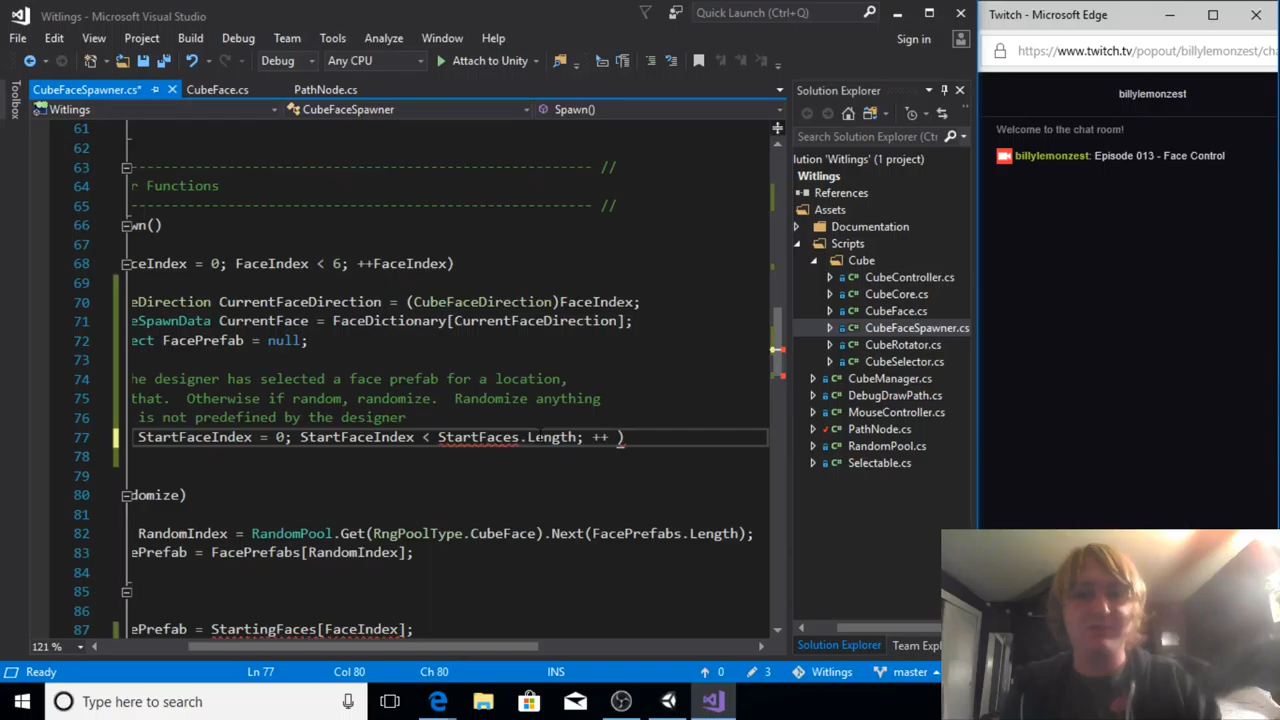 Witlings - Microsoft Visual Studio
Quick Launch (Ctrl+Q)
File Edit View Project Build Debug Team Tools Test Analyze Window Help
Sign in
Debug Any CPU Attach to Unity
Toolbox
CubeFaceSpawner.cs* CubeFace.cs PathNode.cs
Witlings CubeFaceSpawner Spawn()
61
62
63 ---------------------------------------------------------- //
64 r Functions
65 ---------------------------------------------------------- //
66 wn()
67
68 ceIndex = 0; FaceIndex < 6; ++FaceIndex)
69
70 eDirection CurrentFaceDirection = (CubeFaceDirection)FaceIndex;
71 eSpawnData CurrentFace = FaceDictionary[CurrentFaceDirection];
72 ect FacePrefab = null;
73
74 he designer has selected a face prefab for a location,
75 that.  Otherwise if random, randomize.  Randomize anything
76 is not predefined by the designer
77 StartFaceIndex = 0; StartFaceIndex < StartFaces.Length; ++ )
78
79
80 domize)
81
82 RandomIndex = RandomPool.Get(RngPoolType.CubeFace).Next(FacePrefabs.Length);
83 ePrefab = FacePrefabs[RandomIndex];
84
85
86
87 ePrefab = StartingFaces[FaceIndex];
121 %
Solution Explorer
Search Solution Explorer (Ctrl
lution 'Witlings' (1 project)
Witlings
References
Assets
Documentation
Scripts
Cube
CubeController.cs
CubeCore.cs
CubeFace.cs
CubeFaceSpawner.cs
CubeRotator.cs
CubeSelector.cs
CubeManager.cs
DebugDrawPath.cs
MouseController.cs
PathNode.cs
RandomPool.cs
Selectable.cs
Solution Explorer Team Expl
Ready Ln 77 Col 80 Ch 80 INS 0 3 Witlings master
Type here to search
Twitch - Microsoft Edge
https://www.twitch.tv/popout/billylemonzest/cha
billylemonzest
Welcome to the chat room!
billylemonzest: Episode 013 - Face Control